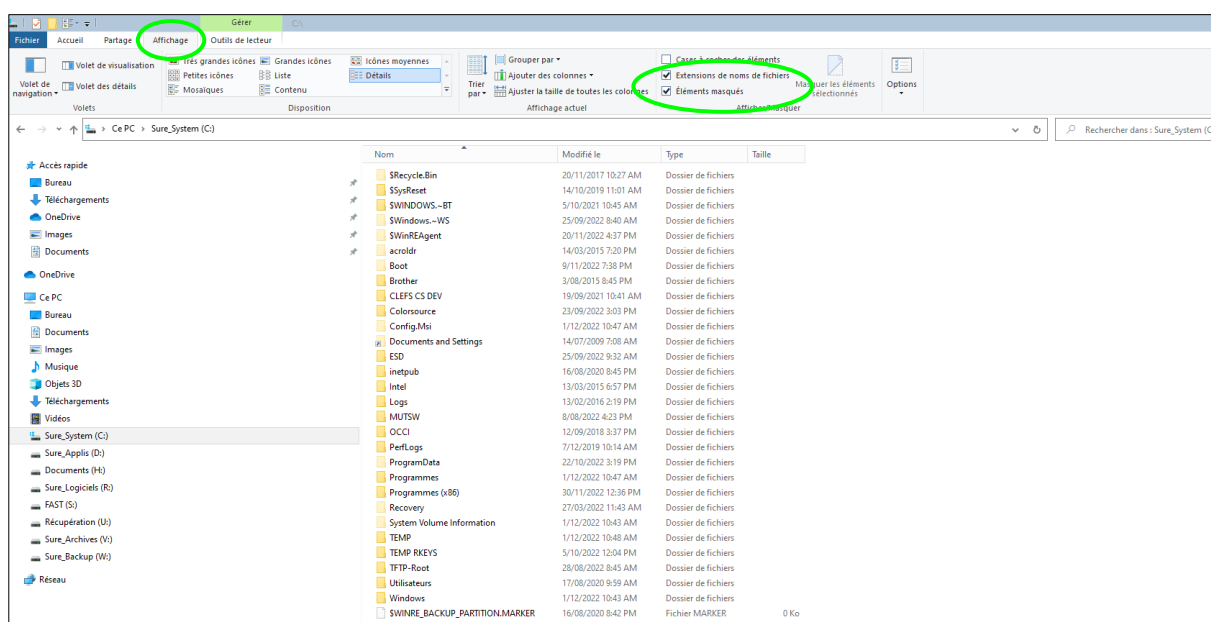 Gérer C:\
Fichier Accueil Partage Affichage Outils de lecteur
Volet de navigation
Volet de visualisation
Volet des détails
Volets
Très grandes icônes Grandes icônes Icônes moyennes
Petites icônes Liste Détails
Mosaïques Contenu
Disposition
Trier par
Grouper par
Ajouter des colonnes
Ajuster la taille de toutes les colonnes
Affichage actuel
Cases à cocher des éléments
Extensions de noms de fichiers
Éléments masqués
Masquer les éléments sélectionnés
Afficher/Masquer
Options
Ce PC > Sure_System (C:)
Rechercher dans : Sure_System (C
Accès rapide
Bureau
Téléchargements
OneDrive
Images
Documents
OneDrive
Ce PC
Bureau
Documents
Images
Musique
Objets 3D
Téléchargements
Vidéos
Sure_System (C:)
Sure_Applis (D:)
Documents (H:)
Sure_Logiciels (R:)
FAST (S:)
Récupération (U:)
Sure_Archives (V:)
Sure_Backup (W:)
Réseau
Nom Modifié le Type Taille
$Recycle.Bin 20/11/2017 10:27 AM Dossier de fichiers
$SysReset 14/10/2019 11:01 AM Dossier de fichiers
$WINDOWS.~BT 5/10/2021 10:45 AM Dossier de fichiers
$Windows.~WS 25/09/2022 8:40 AM Dossier de fichiers
$WinREAgent 20/11/2022 4:37 PM Dossier de fichiers
acroldr 14/03/2015 7:20 PM Dossier de fichiers
Boot 9/11/2022 7:38 PM Dossier de fichiers
Brother 3/08/2015 8:45 PM Dossier de fichiers
CLEFS CS DEV 19/09/2021 10:41 AM Dossier de fichiers
Colorsource 23/09/2022 3:03 PM Dossier de fichiers
Config.Msi 1/12/2022 10:47 AM Dossier de fichiers
Documents and Settings 14/07/2009 7:08 AM Dossier de fichiers
ESD 25/09/2022 9:32 AM Dossier de fichiers
inetpub 16/08/2020 8:45 PM Dossier de fichiers
Intel 13/03/2015 6:57 PM Dossier de fichiers
Logs 13/02/2016 2:19 PM Dossier de fichiers
MUTSW 8/08/2022 4:23 PM Dossier de fichiers
OCCI 12/09/2018 3:37 PM Dossier de fichiers
PerfLogs 7/12/2019 10:14 AM Dossier de fichiers
ProgramData 22/10/2022 3:19 PM Dossier de fichiers
Programmes 1/12/2022 10:47 AM Dossier de fichiers
Programmes (x86) 30/11/2022 12:36 PM Dossier de fichiers
Recovery 27/03/2022 11:43 AM Dossier de fichiers
System Volume Information 1/12/2022 10:43 AM Dossier de fichiers
TEMP 1/12/2022 10:48 AM Dossier de fichiers
TEMP RKEYS 5/10/2022 12:04 PM Dossier de fichiers
TFTP-Root 28/08/2022 8:45 AM Dossier de fichiers
Utilisateurs 17/08/2020 9:59 AM Dossier de fichiers
Windows 1/12/2022 10:43 AM Dossier de fichiers
$WINRE_BACKUP_PARTITION.MARKER 16/08/2020 8:42 PM Fichier MARKER 0 Ko